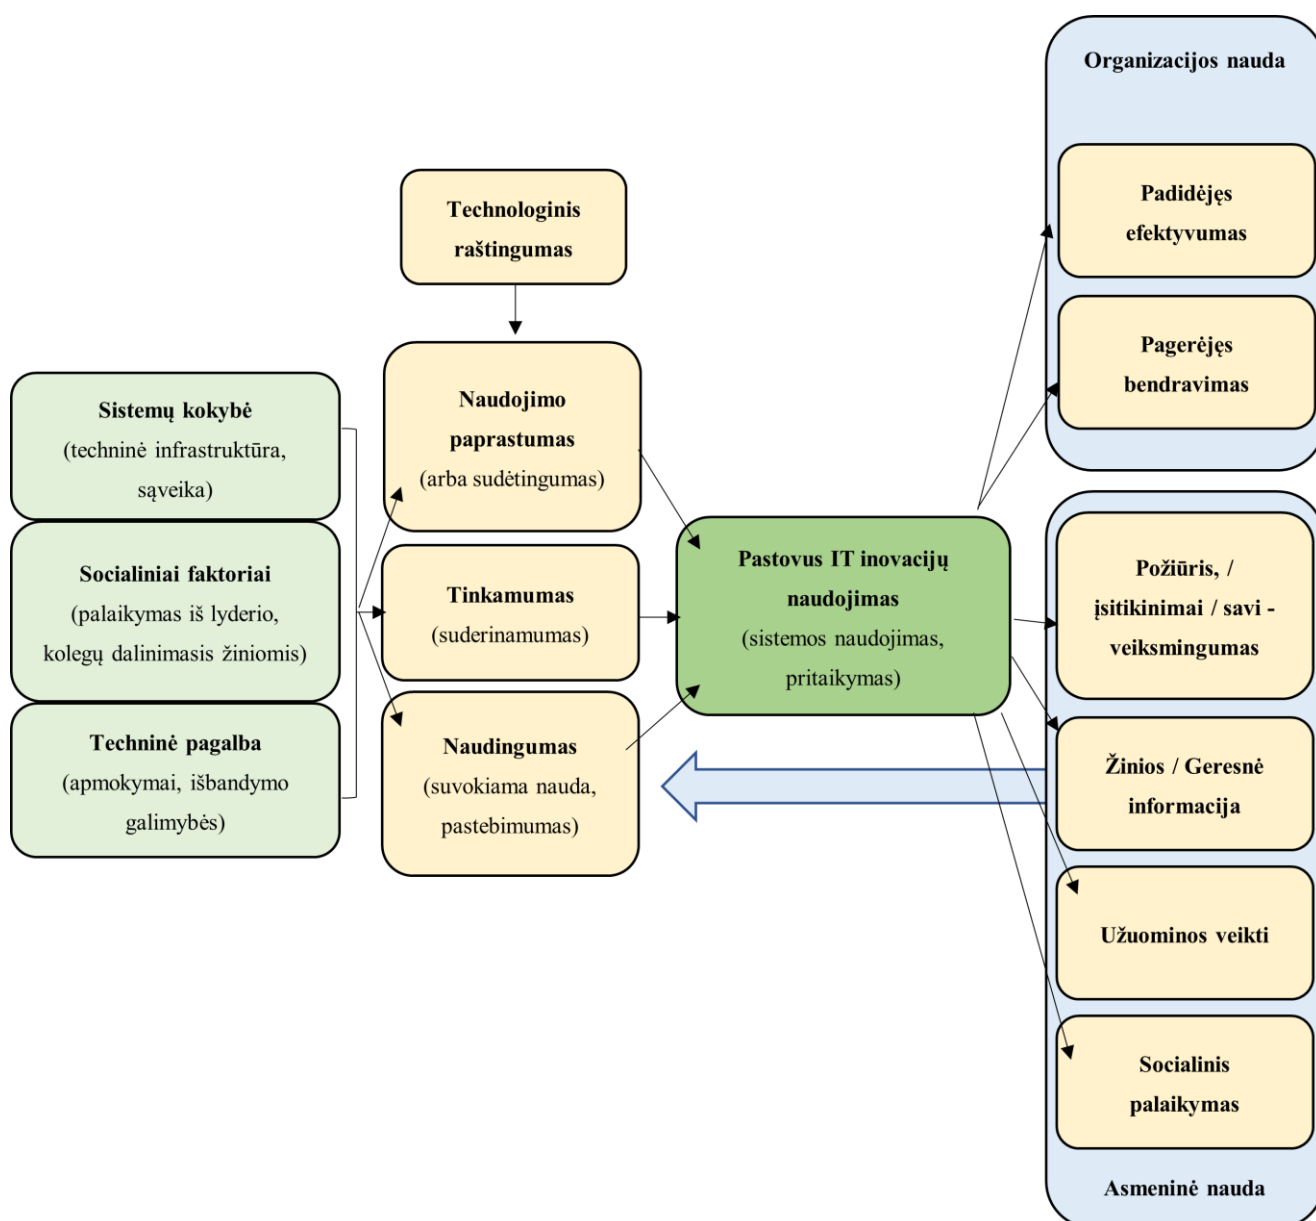 Organizacijos nauda
Padidėjęs
efektyvumas
Pagerėjęs
bendravimas
Technologinis
raštingumas
Sistemų kokybė
(techninė infrastruktūra,
sąveika)
Socialiniai faktoriai
(palaikymas iš lyderio,
kolegų dalinimasis žiniomis)
Techninė pagalba
(apmokymai, išbandymo
galimybės)
Naudojimo
paprastumas
(arba sudėtingumas)
Tinkamumas
(suderinamumas)
Naudingumas
(suvokiama nauda,
pastebimumas)
Pastovus IT inovacijų
naudojimas
(sistemos naudojimas,
pritaikymas)
Požiūris, /
įsitikinimai / savi -
veiksmingumas
Žinios / Geresnė
informacija
Užuominos veikti
Socialinis
palaikymas
Asmeninė nauda